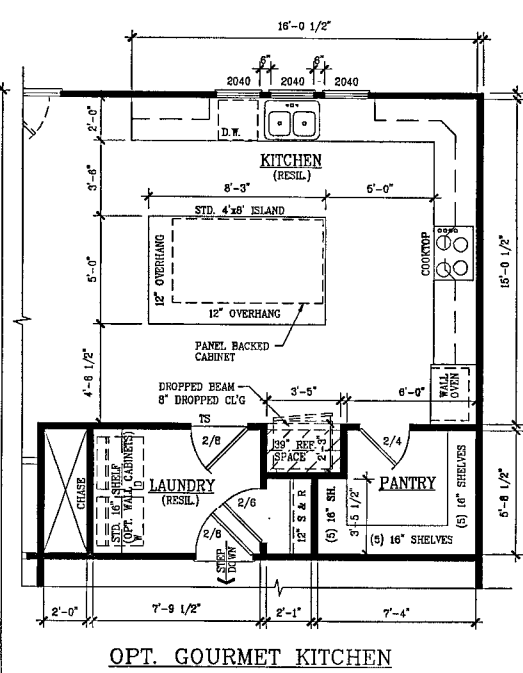 16'-0 1/2"
6" 6"
2040 2040 2040
2'-0"
D.W.
KITCHEN
(RESIL.)
3'-6"
8'-3" 6'-0"
STD. 4'x8' ISLAND
12" OVERHANG
COOKTOP
15'-0 1/2"
5'-0"
12" OVERHANG
PANEL BACKED
CABINET
4'-6 1/2"
DROPPED BEAM
8" DROPPED CL'G
3'-5" 6'-0"
WALL
OVEN
TS
2/8
39" REF.
SPACE
2'-3"
2/4
CHASE
STD. 16" SHELF
(OPT. WALL CABINETS)
W D
LAUNDRY
(RESIL.)
2/6
2/8
STEP
DOWN
12" S & R
(5) 16" SH.
3'-5 1/2"
PANTRY
(5) 16" SHELVES
(5) 16" SHELVES
5'-8 1/2"
2'-0" 7'-9 1/2" 2'-1" 7'-4"
OPT. GOURMET KITCHEN